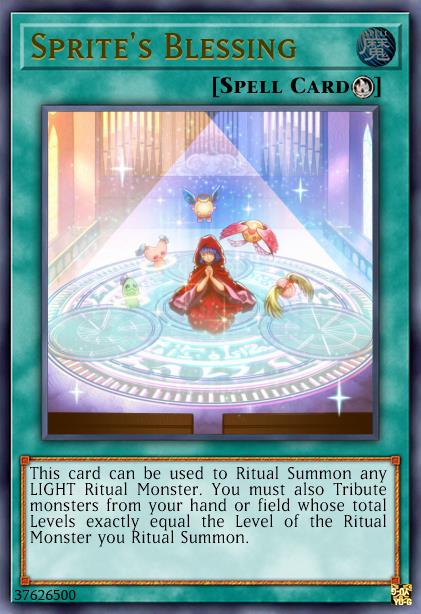 Sprite's Blessing
魔
[Spell Card]
This card can be used to Ritual Summon any
LIGHT Ritual Monster. You must also Tribute
monsters from your hand or field whose total
Levels exactly equal the Level of the Ritual
Monster you Ritual Summon.
37626500